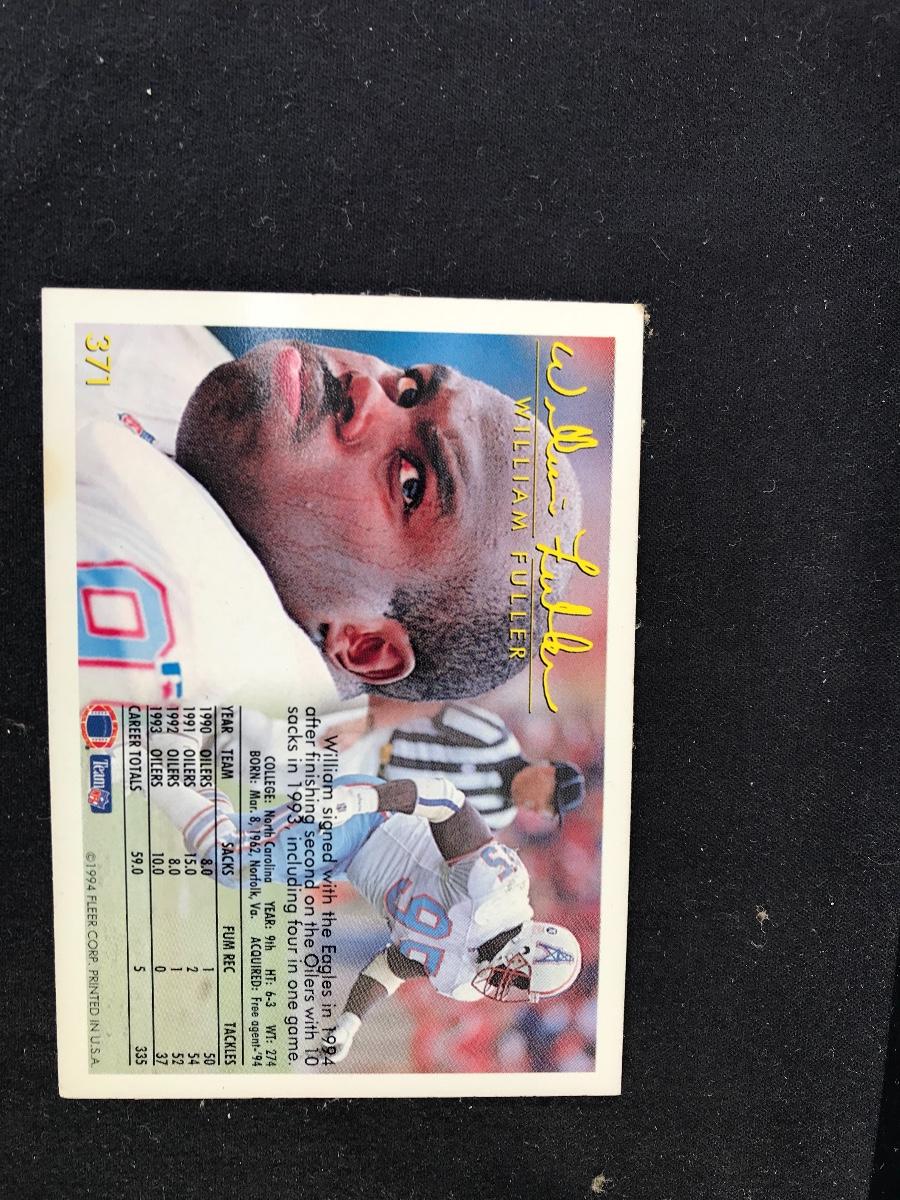 William Fuller
WILLIAM FULLER
William signed with the Eagles in 1994
after finishing second on the Oilers with 10
sacks in 1993, including four in one game.
COLLEGE: North Carolina YEAR: 9th HT: 6-3 WT: 274
BORN: Mar. 8, 1962, Norfolk, Va. ACQUIRED: Free agent-'94
YEAR TEAM SACKS FUM REC TACKLES
1990 OILERS 8.0 1 50
1991 OILERS 15.0 2 54
1992 OILERS 8.0 1 52
1993 OILERS 10.0 0 37
CAREER TOTALS 59.0 5 335
371
Team NFL
©1994 FLEER CORP. PRINTED IN U.S.A.
95
9